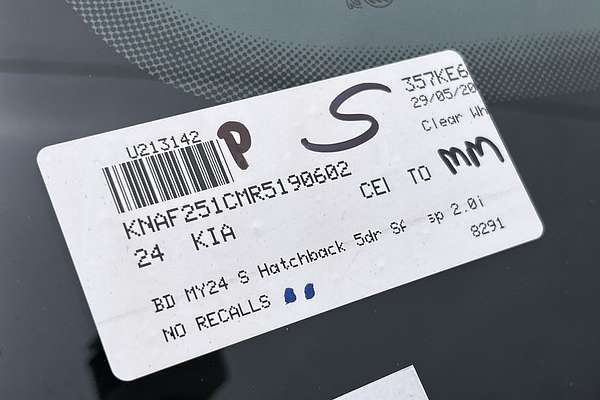 U213142 P S 357KE6
29/05/20
Clear Wh
KNAF251CMR5190602 CEI TO MM
24 KIA
BD MY24 S Hatchback 5dr sp 2.0i
8291
NO RECALLS